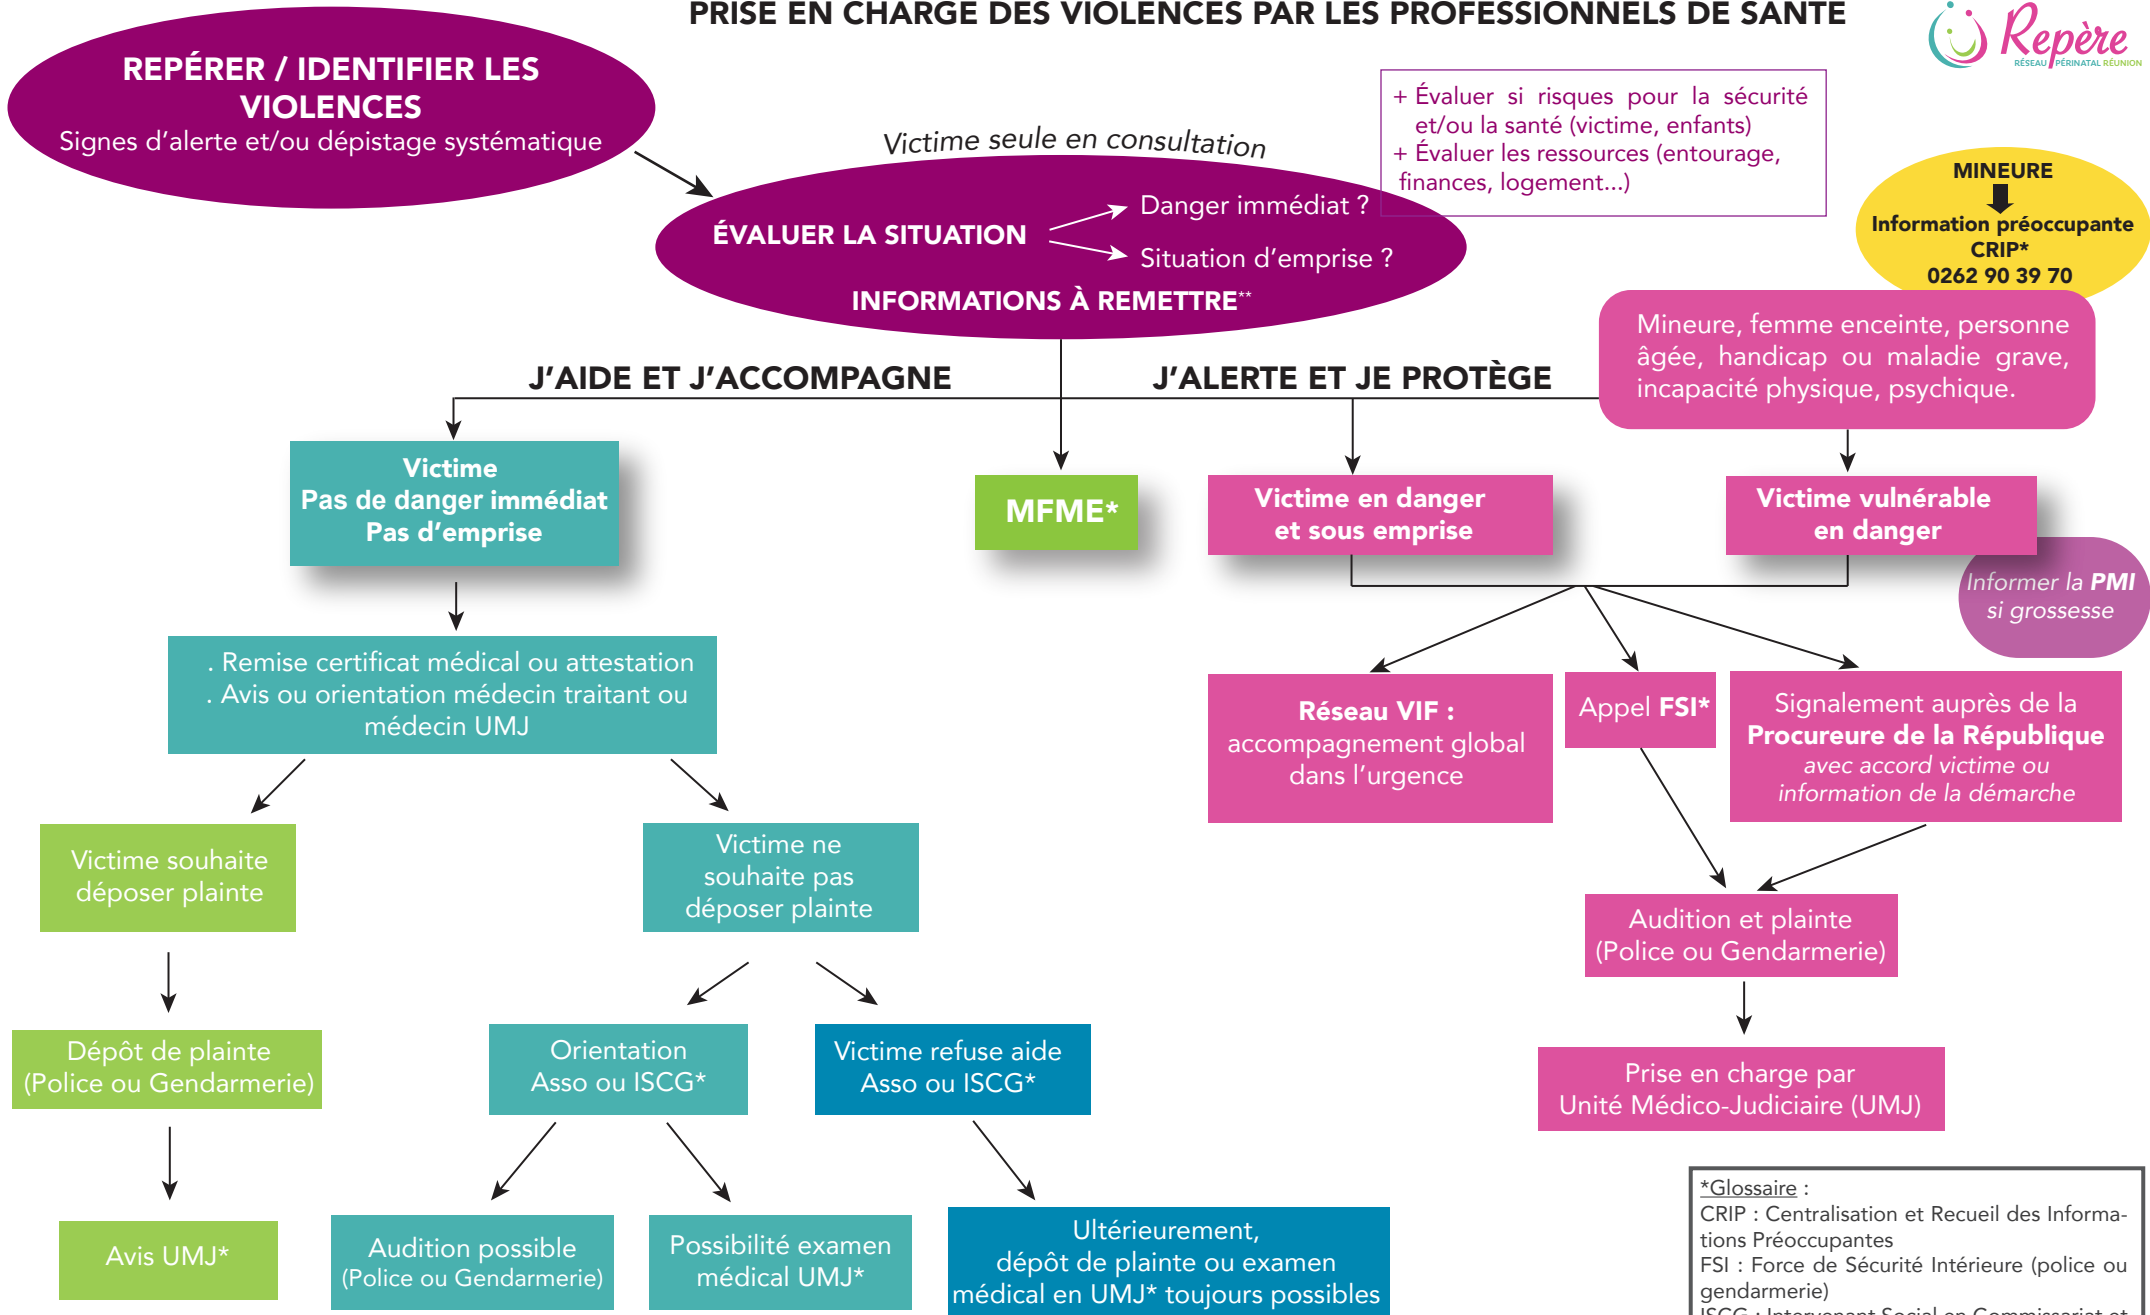 PRISE EN CHARGE DES VIOLENCES PAR LES PROFESSIONNELS DE SANTÉ
Repère
RÉSEAU PÉRINATAL RÉUNION
REPÉRER / IDENTIFIER LES
VIOLENCES
Signes d'alerte et/ou dépistage systématique
+ Évaluer si risques pour la sécurité
et/ou la santé (victime, enfants)
+ Évaluer les ressources (entourage,
finances, logement...)
Victime seule en consultation
ÉVALUER LA SITUATION
Danger immédiat ?
Situation d'emprise ?
INFORMATIONS À REMETTRE**
MINEURE
Information préoccupante
CRIP*
0262 90 39 70
Mineure, femme enceinte, personne
âgée, handicap ou maladie grave,
incapacité physique, psychique.
J'AIDE ET J'ACCOMPAGNE
J'ALERTE ET JE PROTÈGE
Victime
Pas de danger immédiat
Pas d'emprise
MFME*
Victime en danger
et sous emprise
Victime vulnérable
en danger
Informer la PMI
si grossesse
. Remise certificat médical ou attestation
. Avis ou orientation médecin traitant ou
médecin UMJ
Réseau VIF :
accompagnement global
dans l'urgence
Appel FSI*
Signalement auprès de la
Procureure de la République
avec accord victime ou
information de la démarche
Victime souhaite
déposer plainte
Victime ne
souhaite pas
déposer plainte
Audition et plainte
(Police ou Gendarmerie)
Dépôt de plainte
(Police ou Gendarmerie)
Orientation
Asso ou ISCG*
Victime refuse aide
Asso ou ISCG*
Prise en charge par
Unité Médico-Judiciaire (UMJ)
Avis UMJ*
Audition possible
(Police ou Gendarmerie)
Possibilité examen
médical UMJ*
Ultérieurement,
dépôt de plainte ou examen
médical en UMJ* toujours possibles
*Glossaire :
CRIP : Centralisation et Recueil des Informa-
tions Préoccupantes
FSI : Force de Sécurité Intérieure (police ou
gendarmerie)
ISCG : Intervenant Social en Commissariat et